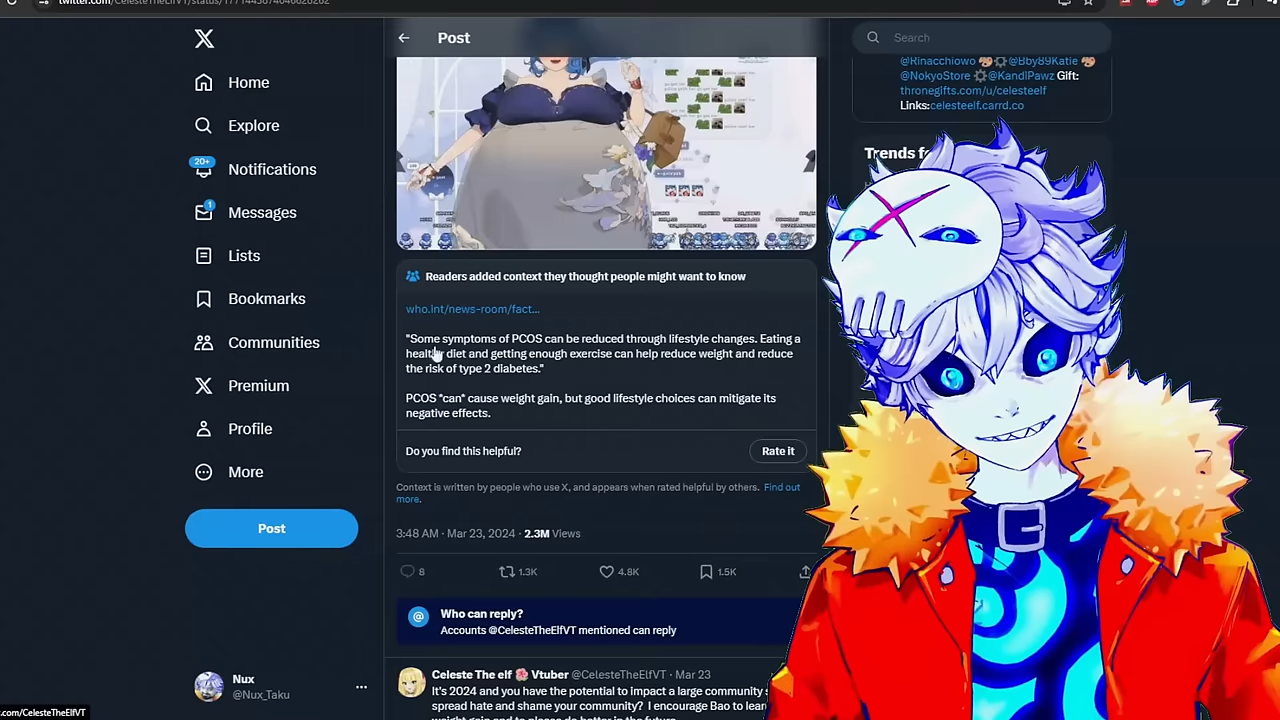 twitter.com/CelesteTheElfVT/status/1771443874046628282
Post
Search
Home
Explore
20+
Notifications
1
Messages
Lists
Bookmarks
Communities
Premium
Profile
More
Post
Nux
@Nux_Taku
.com/CelesteTheElfVT
Readers added context they thought people might want to know
who.int/news-room/fact...
"Some symptoms of PCOS can be reduced through lifestyle changes. Eating a
healthy diet and getting enough exercise can help reduce weight and reduce
the risk of type 2 diabetes."
PCOS *can* cause weight gain, but good lifestyle choices can mitigate its
negative effects.
Do you find this helpful?
Rate it
Context is written by people who use X, and appears when rated helpful by others. Find out
more.
3:48 AM · Mar 23, 2024 · 2.3M Views
8
1.3K
4.8K
1.5K
Who can reply?
Accounts @CelesteTheElfVT mentioned can reply
Celeste The elf 🌺 Vtuber @CelesteTheElfVT · Mar 23
It's 2024 and you have the potential to impact a large community
spread hate and shame your community? I encourage Bao to lear
@Rinacchiowo @Bby89Katie
@NokyoStore @KandlPawz Gift:
thronegifts.com/u/celesteelf
Links:celesteelf.carrd.co
Trends